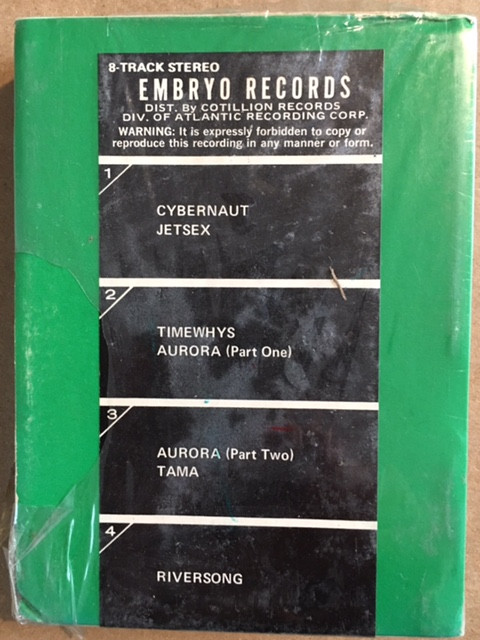 8-TRACK STEREO
EMBRYO RECORDS
DIST. By COTILLION RECORDS
DIV. OF ATLANTIC RECORDING CORP.
WARNING: It is expressly forbidden to copy or
reproduce this recording in any manner or form.
1
CYBERNAUT
JETSEX
2
TIMEWHYS
AURORA (Part One)
3
AURORA (Part Two)
TAMA
4
RIVERSONG